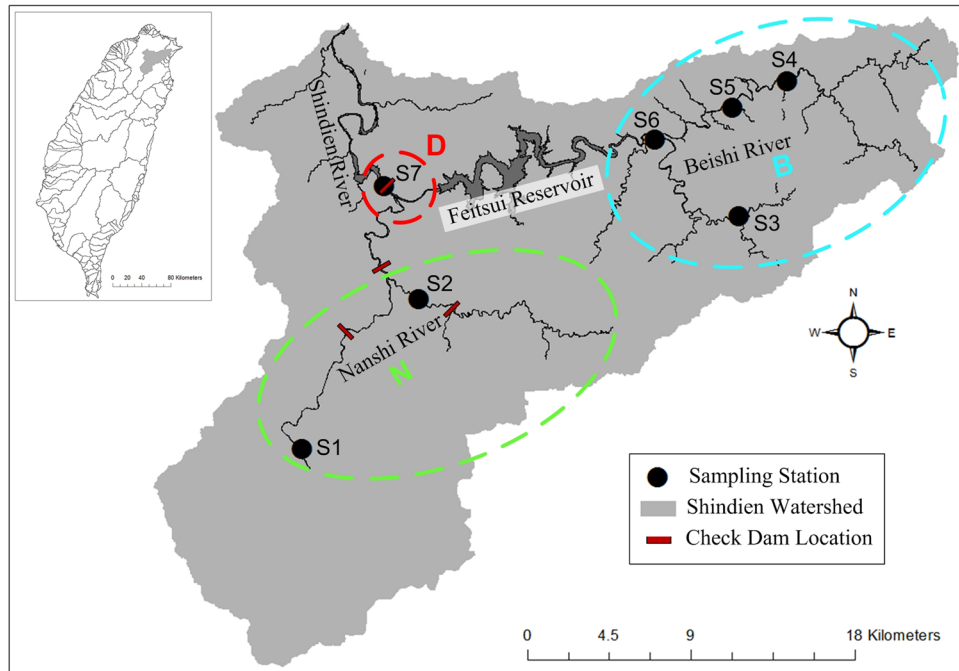 0 20 40 80 Kilometers
Shindien River
D
S7
Feitsui Reservoir
S4
S5
S6
Beishi River
B
S3
S2
Nanshi River
N
S1
N
W E
S
Sampling Station
Shindien Watershed
Check Dam Location
0 4.5 9 18 Kilometers